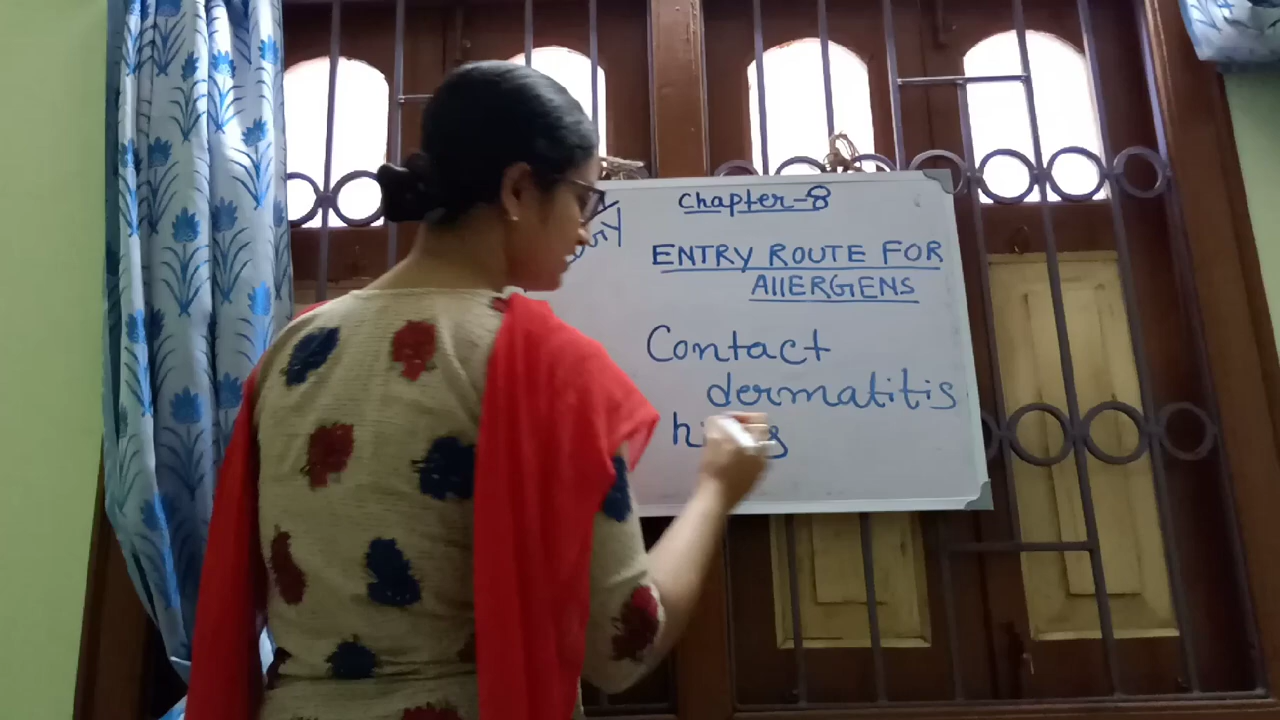 Chapter-8
ENTRY ROUTE FOR
AllERGENS
Contact
dermatitis